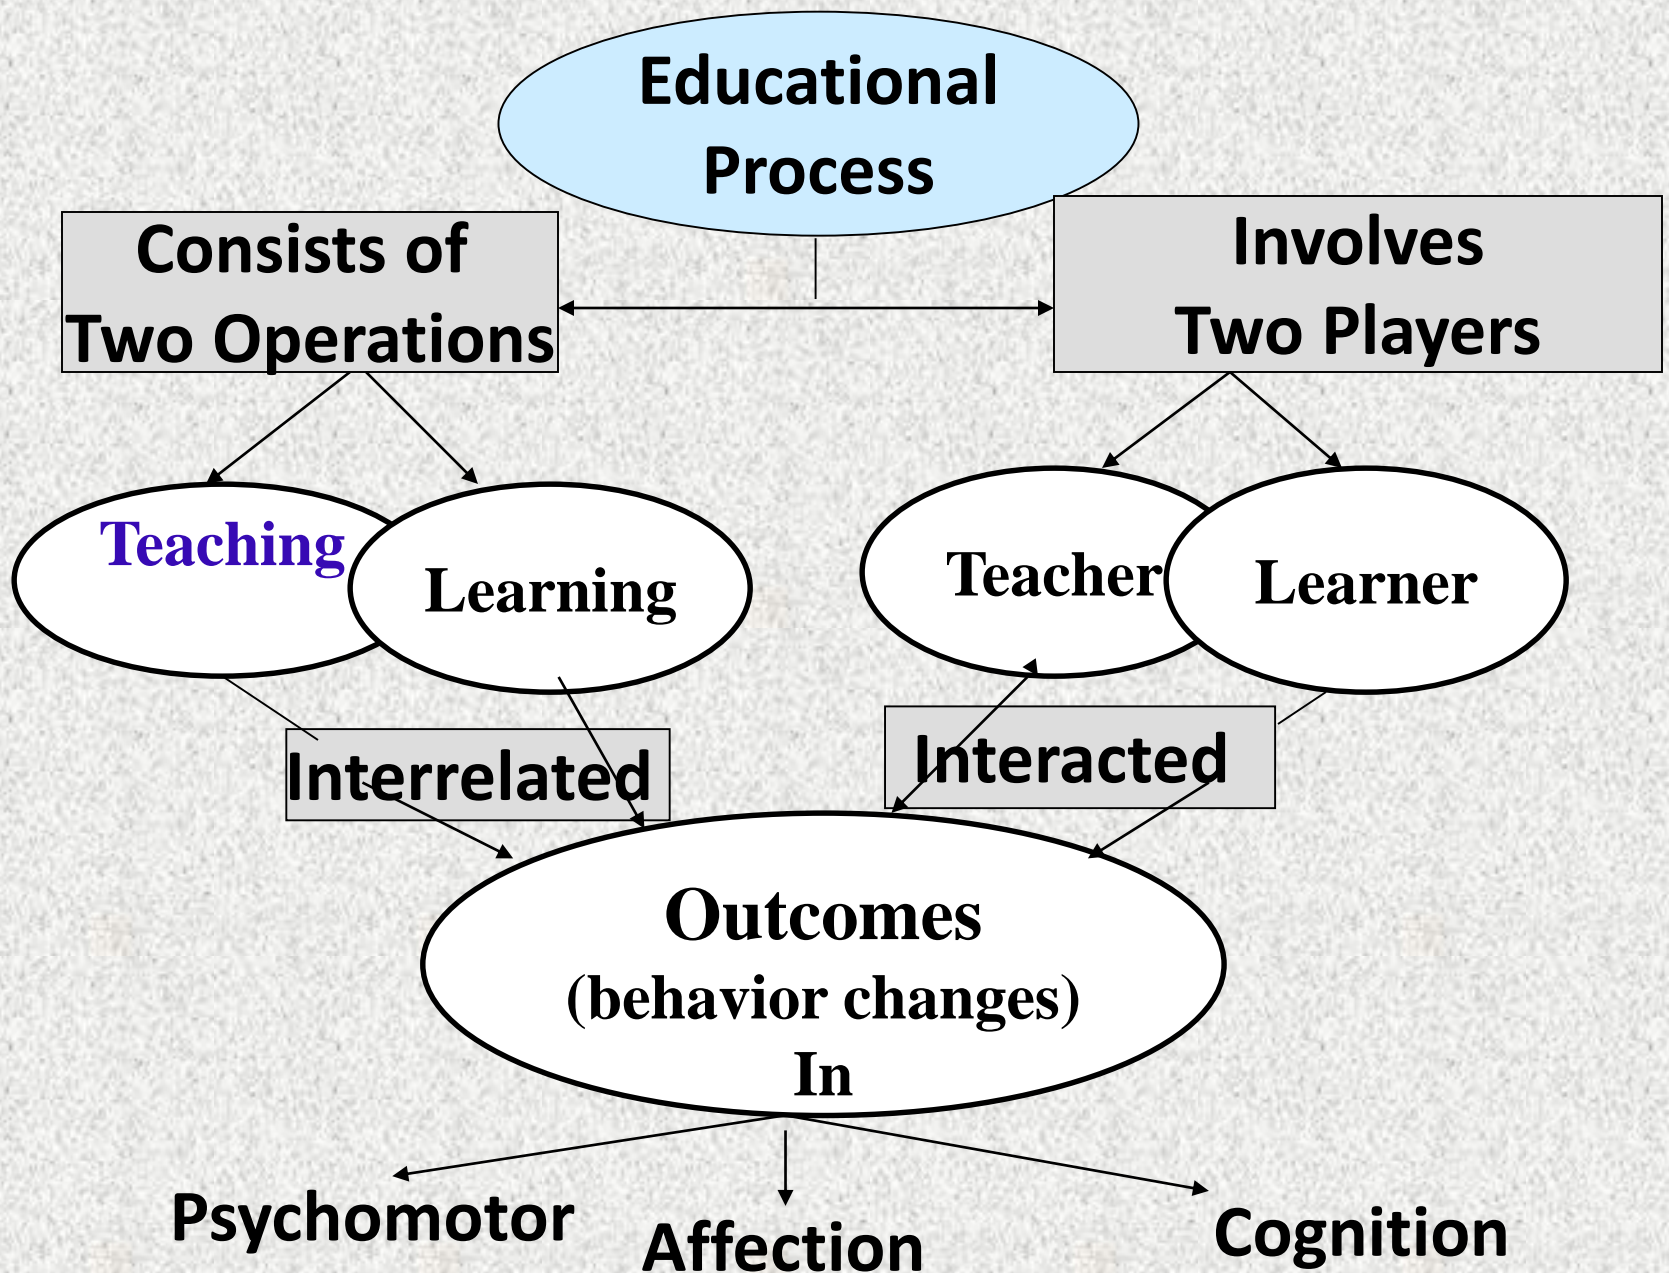 Educational
Process
Consists of
Two Operations
Involves
Two Players
Teaching
Learning
Teacher
Learner
Interrelated
Interacted
Outcomes
(behavior changes)
In
Psychomotor
Affection
Cognition